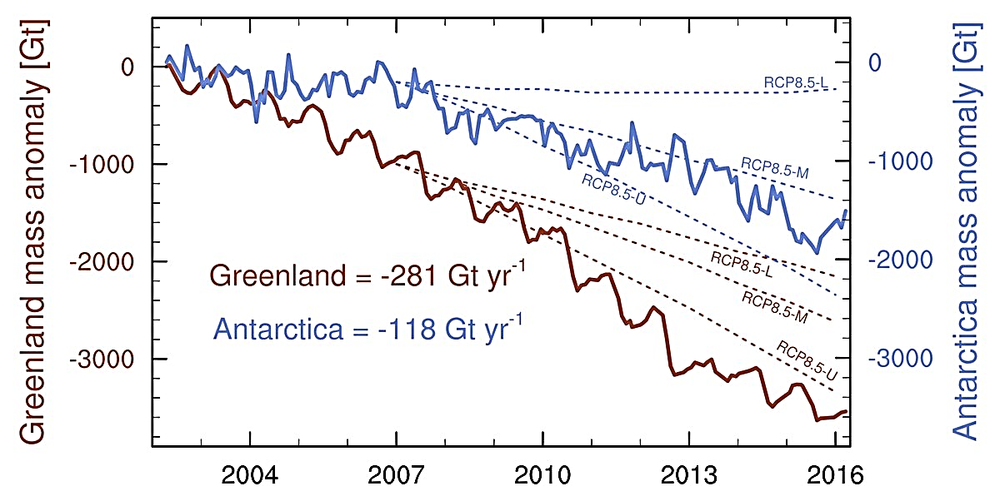 Greenland mass anomaly [Gt]
0
-1000
-2000
-3000
2004
2007
2010
2013
2016
0
-1000
-2000
-3000
Antarctica mass anomaly [Gt]
RCP8.5-L
RCP8.5-M
RCP8.5-U
RCP8.5-L
RCP8.5-M
RCP8.5-U
Greenland = -281 Gt yr⁻¹
Antarctica = -118 Gt yr⁻¹